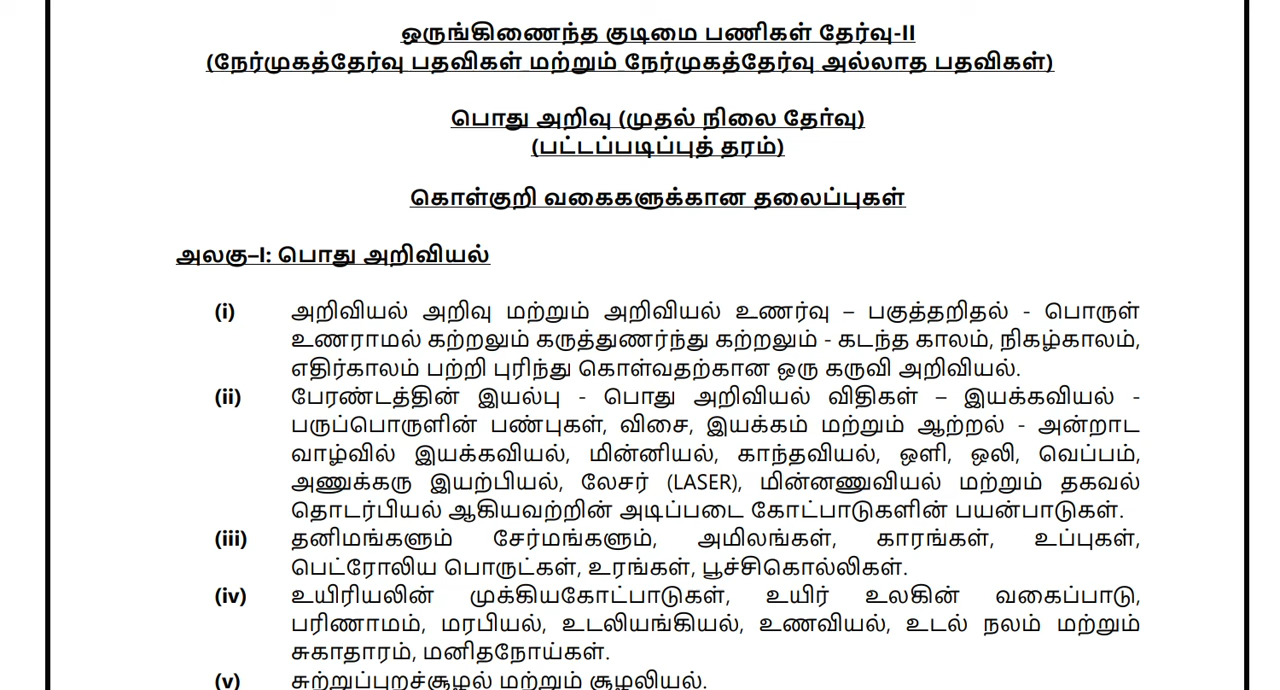 ஒருங்கிணைந்த குடிமை பணிகள் தேர்வு-II
(நேர்முகத்தேர்வு பதவிகள் மற்றும் நேர்முகத்தேர்வு அல்லாத பதவிகள்)
பொது அறிவு (முதல் நிலை தேர்வு)
(பட்டப்படிப்புத் தரம்)
கொள்குறி வகைகளுக்கான தலைப்புகள்
அலகு–I: பொது அறிவியல்
(i) அறிவியல் அறிவு மற்றும் அறிவியல் உணர்வு – பகுத்தறிதல் - பொருள்
உணராமல் கற்றலும் கருத்துணர்ந்து கற்றலும் - கடந்த காலம், நிகழ்காலம்,
எதிர்காலம் பற்றி புரிந்து கொள்வதற்கான ஒரு கருவி அறிவியல்.
(ii) பேரண்டத்தின் இயல்பு - பொது அறிவியல் விதிகள் – இயக்கவியல் -
பருப்பொருளின் பண்புகள், விசை, இயக்கம் மற்றும் ஆற்றல் - அன்றாட
வாழ்வில் இயக்கவியல், மின்னியல், காந்தவியல், ஒளி, ஒலி, வெப்பம்,
அணுக்கரு இயற்பியல், லேசர் (LASER), மின்னணுவியல் மற்றும் தகவல்
தொடர்பியல் ஆகியவற்றின் அடிப்படை கோட்பாடுகளின் பயன்பாடுகள்.
(iii) தனிமங்களும் சேர்மங்களும், அமிலங்கள், காரங்கள், உப்புகள்,
பெட்ரோலிய பொருட்கள், உரங்கள், பூச்சிகொல்லிகள்.
(iv) உயிரியலின் முக்கியகோட்பாடுகள், உயிர் உலகின் வகைப்பாடு,
பரிணாமம், மரபியல், உடலியங்கியல், உணவியல், உடல் நலம் மற்றும்
சுகாதாரம், மனிதநோய்கள்.
(v) சுற்றுப்புறச்சூழல் மற்றும் சூழலியல்.